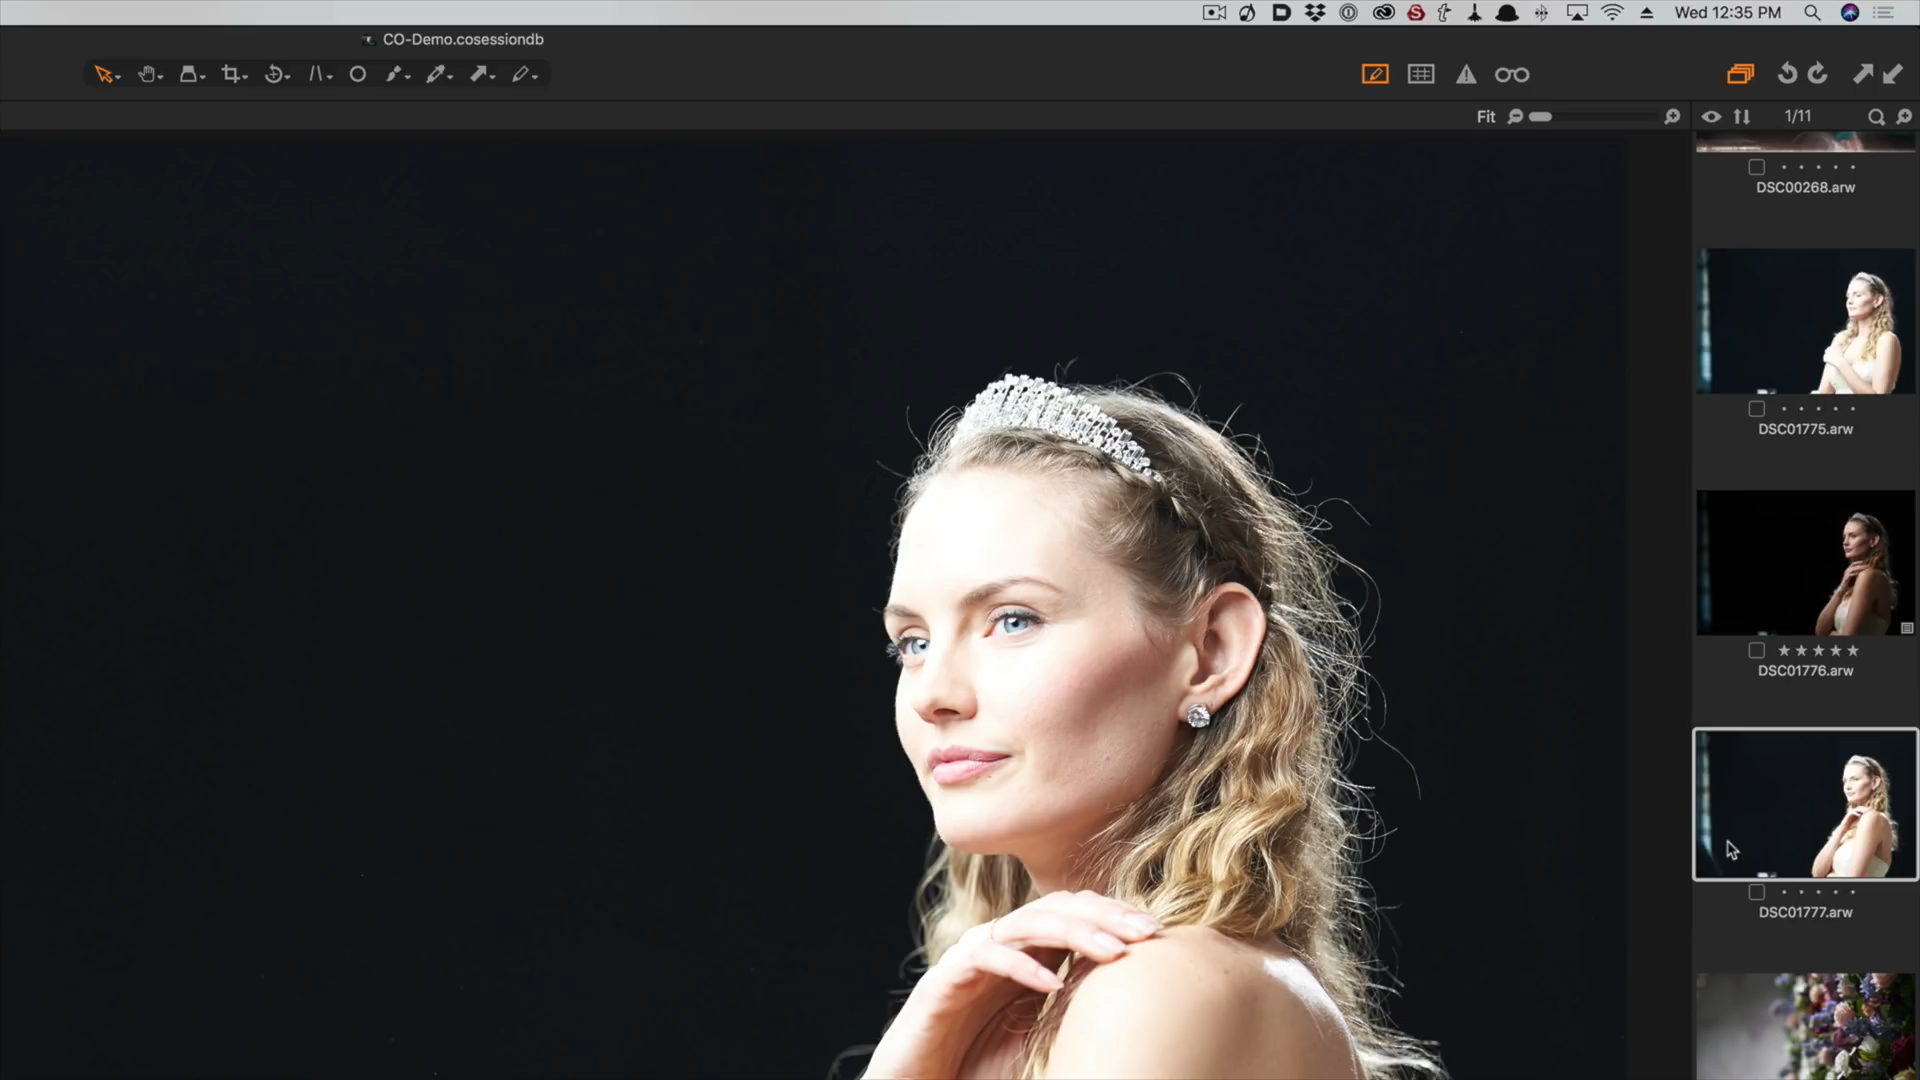 Wed 12:35 PM
CO-Demo.cosessiondb
Fit
1/11
DSC00268.arw
DSC01775.arw
DSC01776.arw
DSC01777.arw